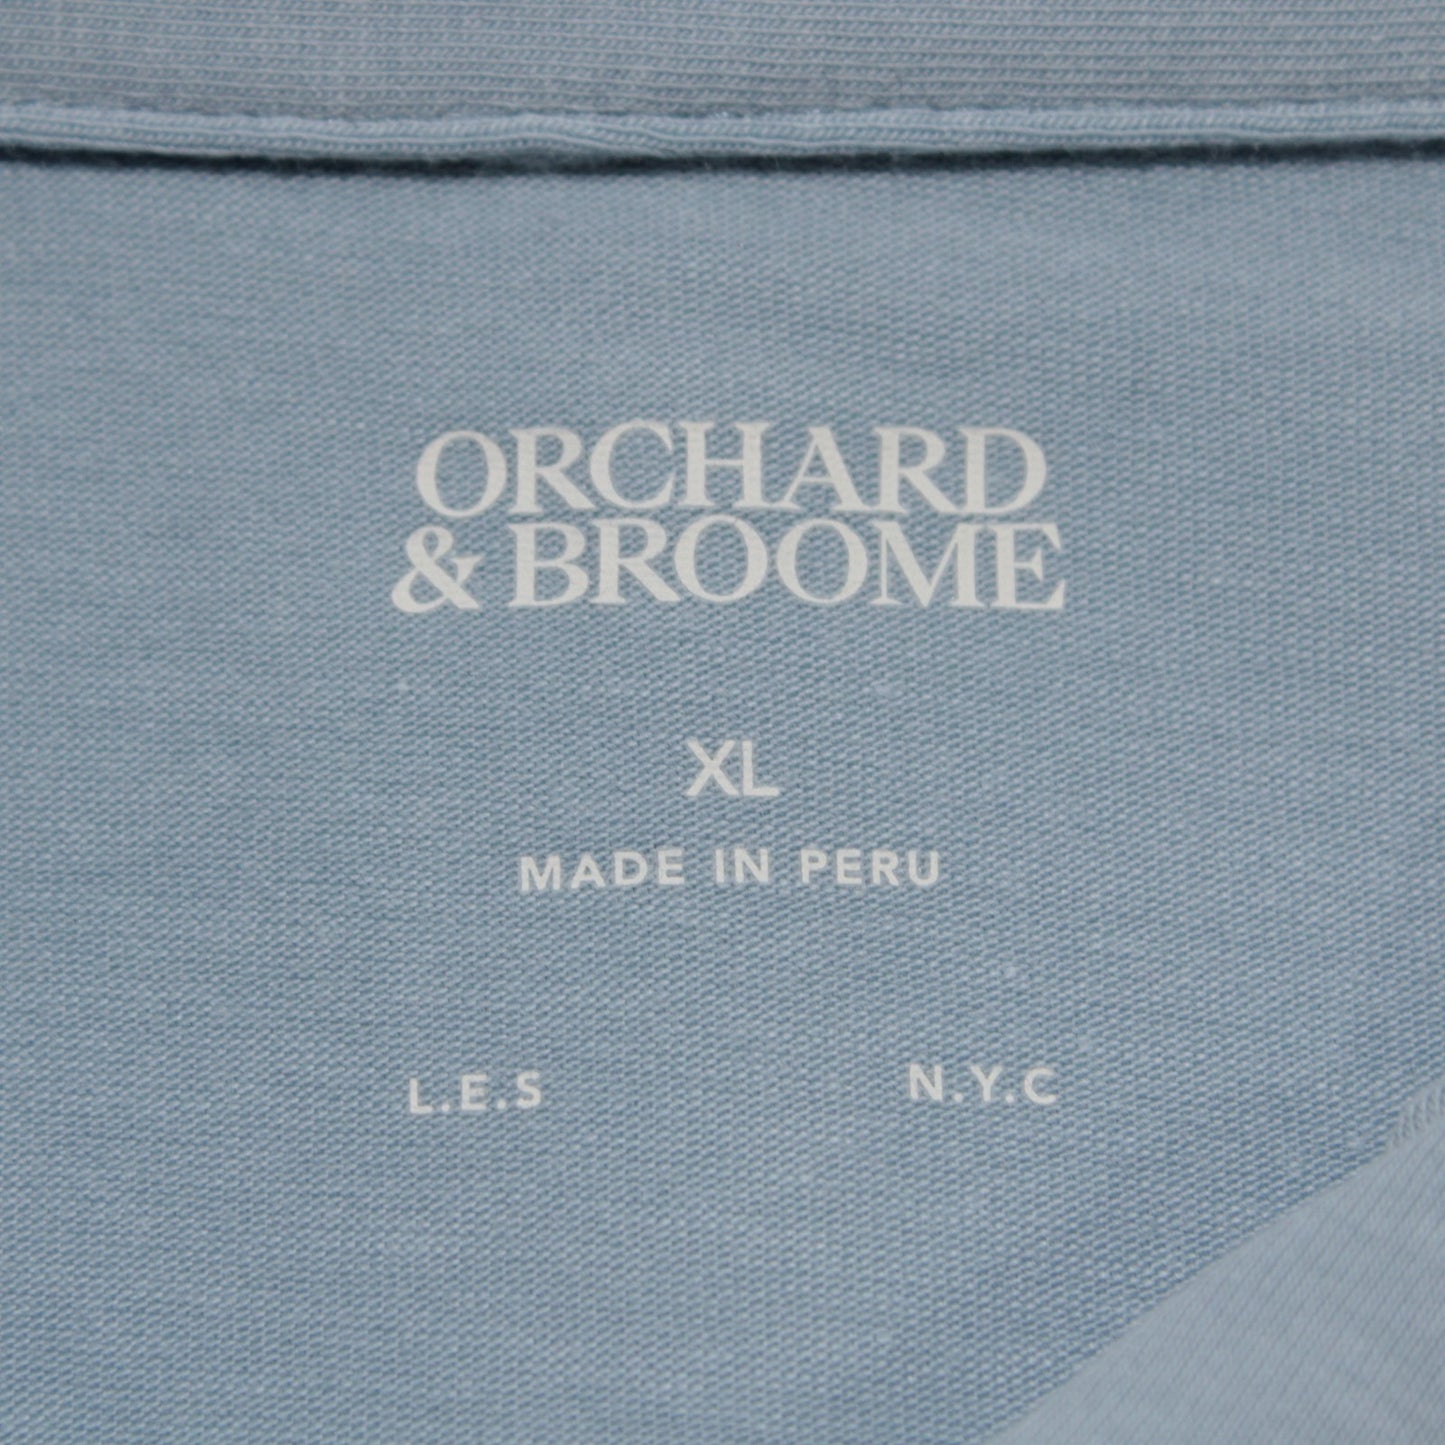 ORCHARD
& BROOME
XL
MADE IN PERU
L.E.S N.Y.C